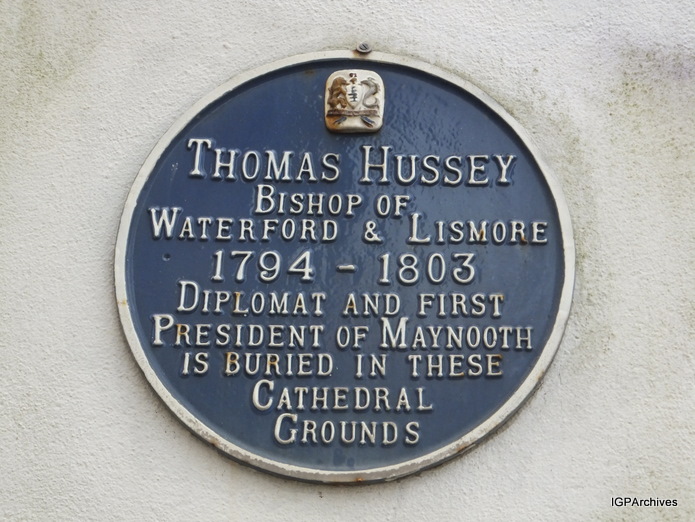 Thomas Hussey
Bishop of
Waterford & Lismore
1794 - 1803
Diplomat and first
President of Maynooth
is buried in these
Cathedral
Grounds
IGPArchives